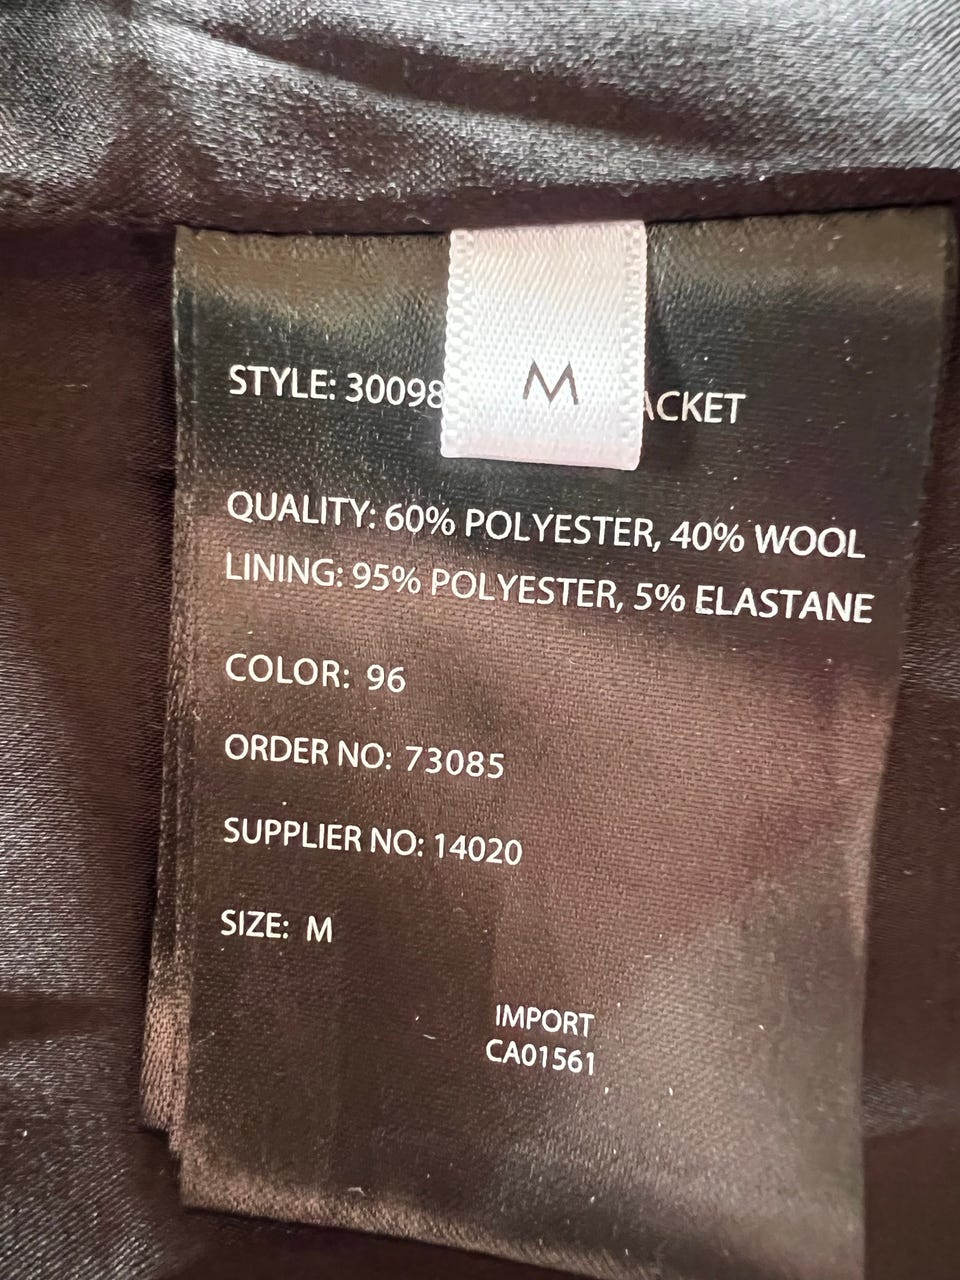 M
STYLE: 30098 ACKET
QUALITY: 60% POLYESTER, 40% WOOL
LINING: 95% POLYESTER, 5% ELASTANE
COLOR: 96
ORDER NO: 73085
SUPPLIER NO: 14020
SIZE: M
IMPORT
CA01561